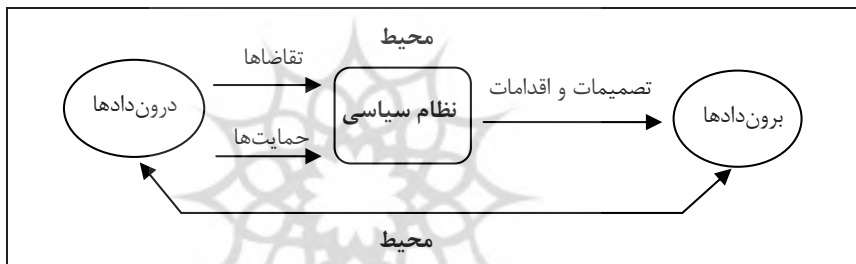 محیط
تقاضاها
درون‌دادها
نظام سیاسی
تصمیمات و اقدامات
برون‌دادها
حمایت‌ها
محیط